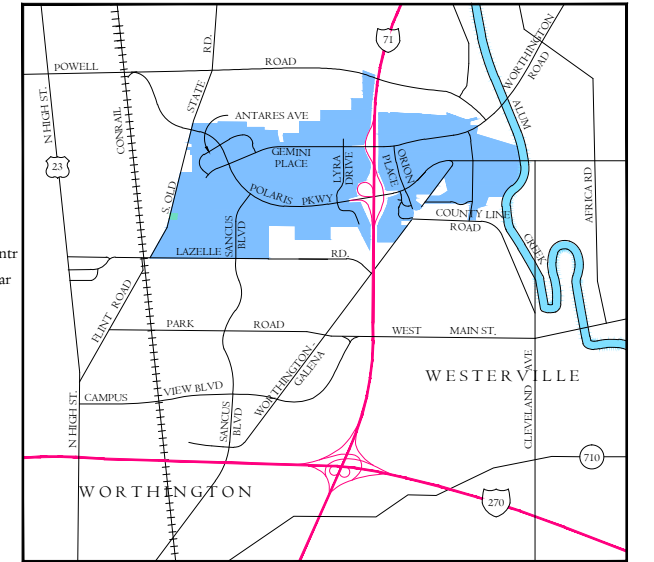 71
POWELL
ROAD
WORTHINGTON
ROAD
RD.
STATE
S. OLD
N HIGH ST.
CONRAIL
ANTARES AVE
ALUM
CREEK
23
GEMINI
PLACE
LYRA
DRIVE
ORION
PLACE
POLARIS PKWY
AFRICA RD
COUNTY LINE
ROAD
SANCUS
BLVD
LAZELLE
RD.
ntr
ar
FLINT ROAD
PARK
ROAD
WEST
MAIN ST.
WORTHINGTON-
GALENA
WESTERVILLE
CLEVELAND AVE
CAMPUS
VIEW BLVD
N HIGH ST.
SANCUS
BLVD
710
WORTHINGTON
270